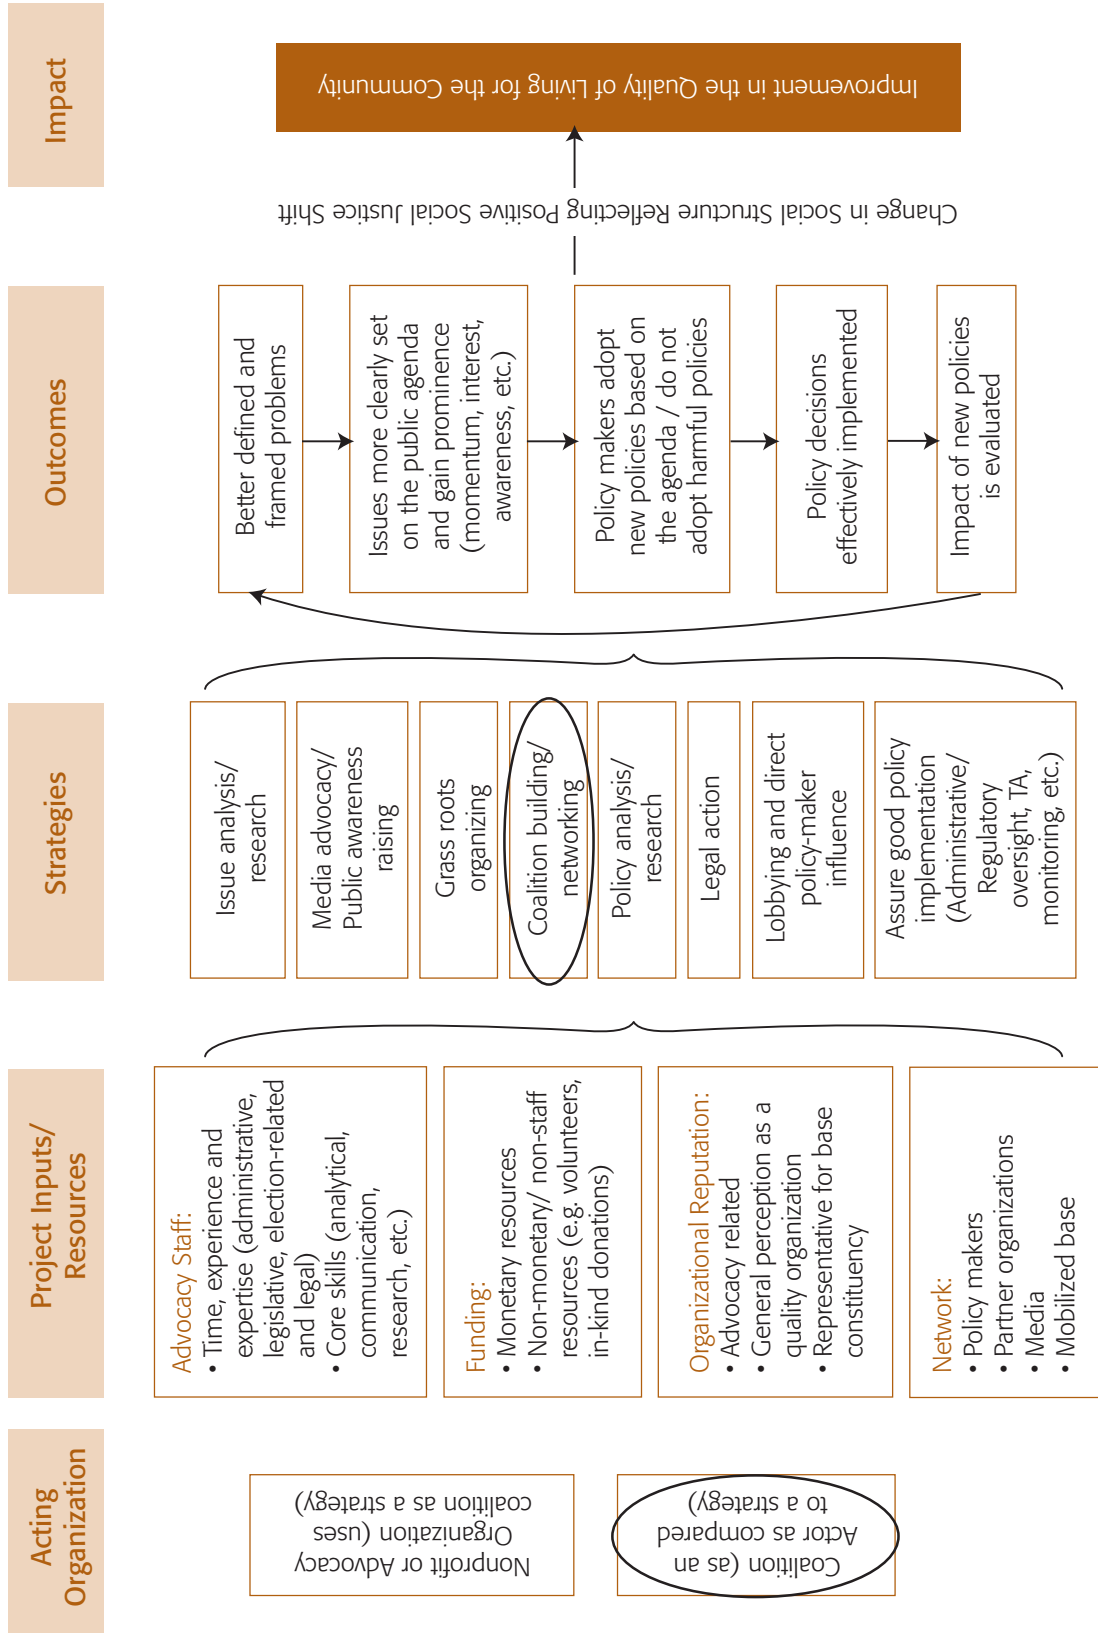 Acting
Organization
Nonprofit or Advocacy
Organization (uses
coalition as a strategy)
Coalition (as an
Actor as compared
to a strategy)
Project Inputs/
Resources
Advocacy Staff:
• Time, experience and
expertise (administrative,
legislative, election-related
and legal)
• Core skills (analytical,
communication,
research, etc.)
Funding:
• Monetary resources
• Non-monetary/ non-staff
resources (e.g. volunteers,
in-kind donations)
Organizational Reputation:
• Advocacy related
• General perception as a
quality organization
• Representative for base
constituency
Network:
• Policy makers
• Partner organizations
• Media
• Mobilized base
Strategies
Issue analysis/
research
Media advocacy/
Public awareness
raising
Grass roots
organizing
Coalition building/
networking
Policy analysis/
research
Legal action
Lobbying and direct
policy-maker
influence
Assure good policy
implementation
(Administrative/
Regulatory
oversight, TA,
monitoring, etc.)
Outcomes
Better defined and
framed problems
Issues more clearly set
on the public agenda
and gain prominence
(momentum, interest,
awareness, etc.)
Policy makers adopt
new policies based on
the agenda / do not
adopt harmful policies
Policy decisions
effectively implemented
Impact of new policies
is evaluated
Change in Social Structure Reflecting Positive Social Justice Shift
Impact
Improvement in the Quality of Living for the Community